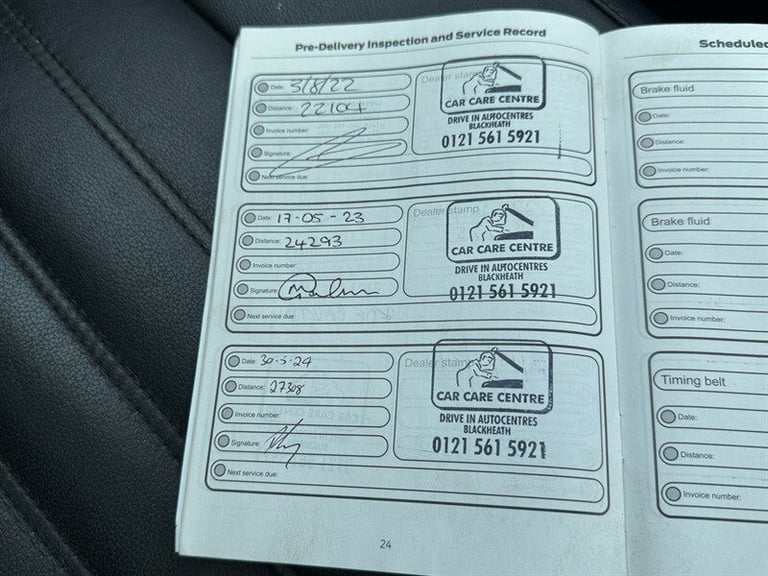 Pre-Delivery Inspection and Service Record
Date: 3/8/22
Distance: 22104
Invoice number:
Signature:
Next service due:
Dealer stamp
CAR CARE CENTRE
DRIVE IN AUTOCENTRES
BLACKHEATH
0121 561 5921
Date: 17-05-23
Distance: 24293
Invoice number:
Signature:
Next service due:
Dealer stamp
CAR CARE CENTRE
DRIVE IN AUTOCENTRES
BLACKHEATH
0121 561 5921
Date: 30-5-24
Distance: 27308
Invoice number:
Signature:
Next service due:
Dealer stamp
CAR CARE CENTRE
DRIVE IN AUTOCENTRES
BLACKHEATH
0121 561 5921
24
Scheduled
Brake fluid
Date:
Distance:
Invoice number:
Brake fluid
Date:
Distance:
Invoice number:
Timing belt
Date:
Distance:
Invoice number: